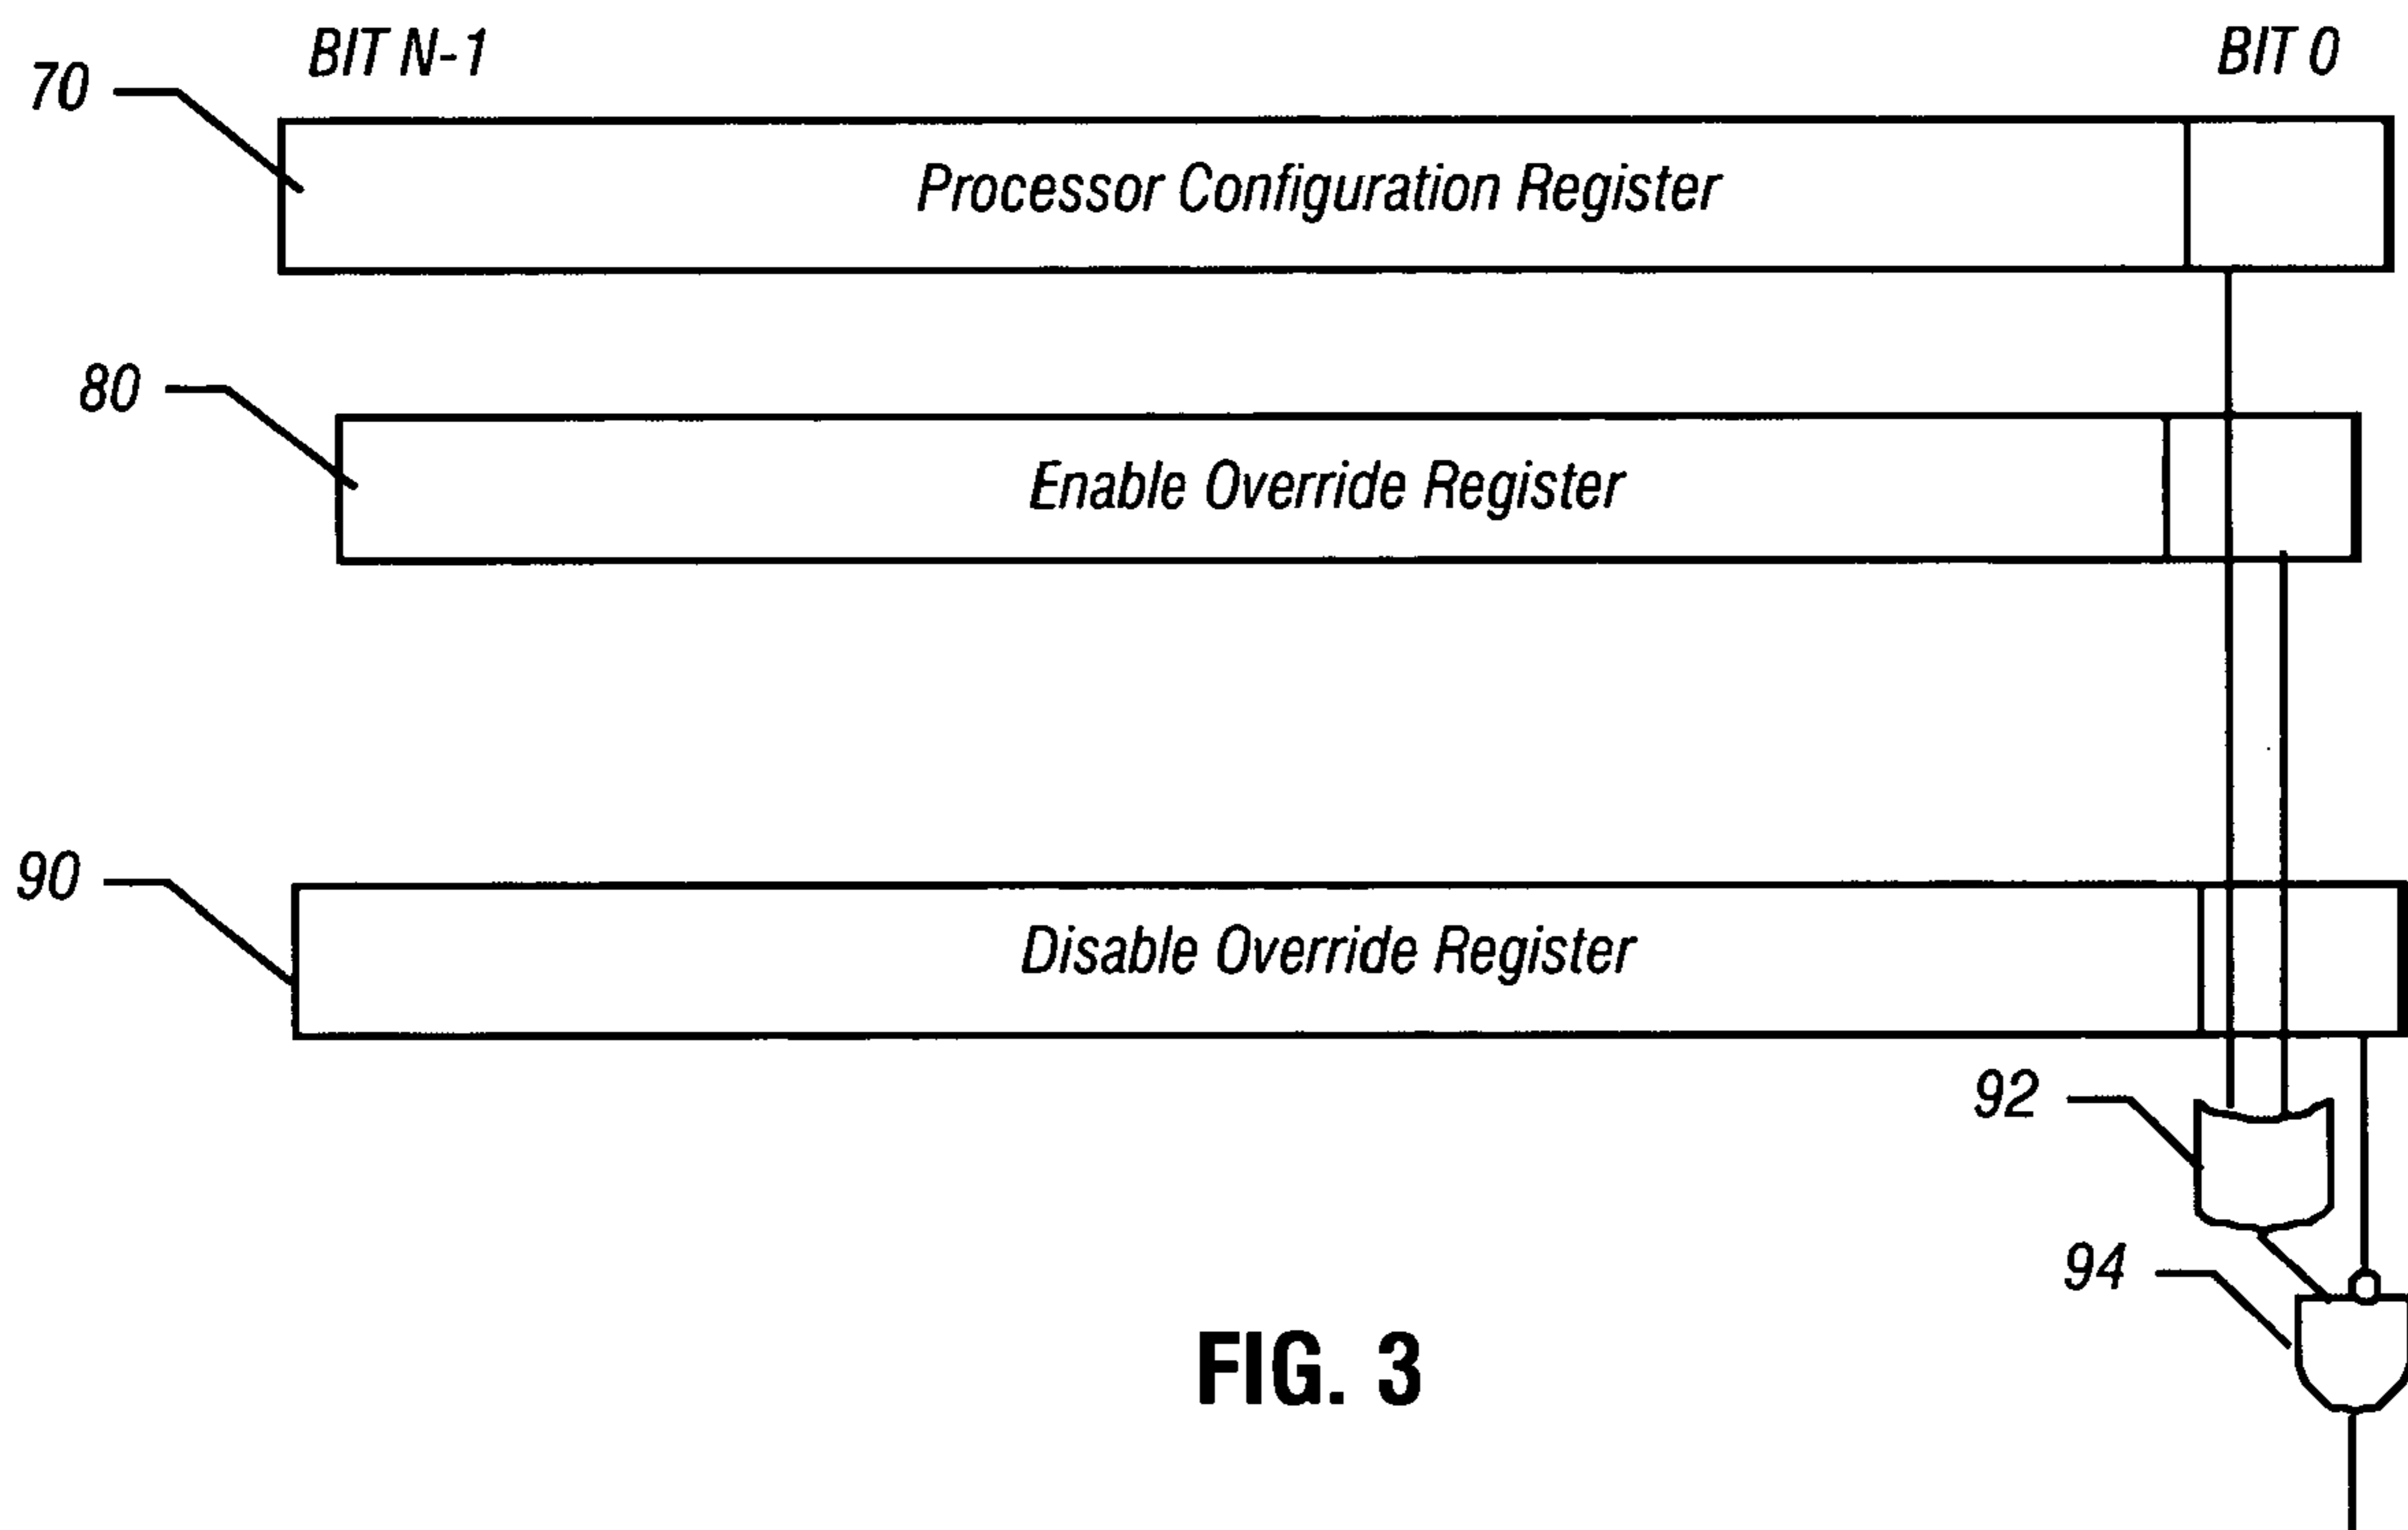 BIT N-1
BIT 0
70
Processor Configuration Register
80
Enable Override Register
90
Disable Override Register
92
94
FIG. 3